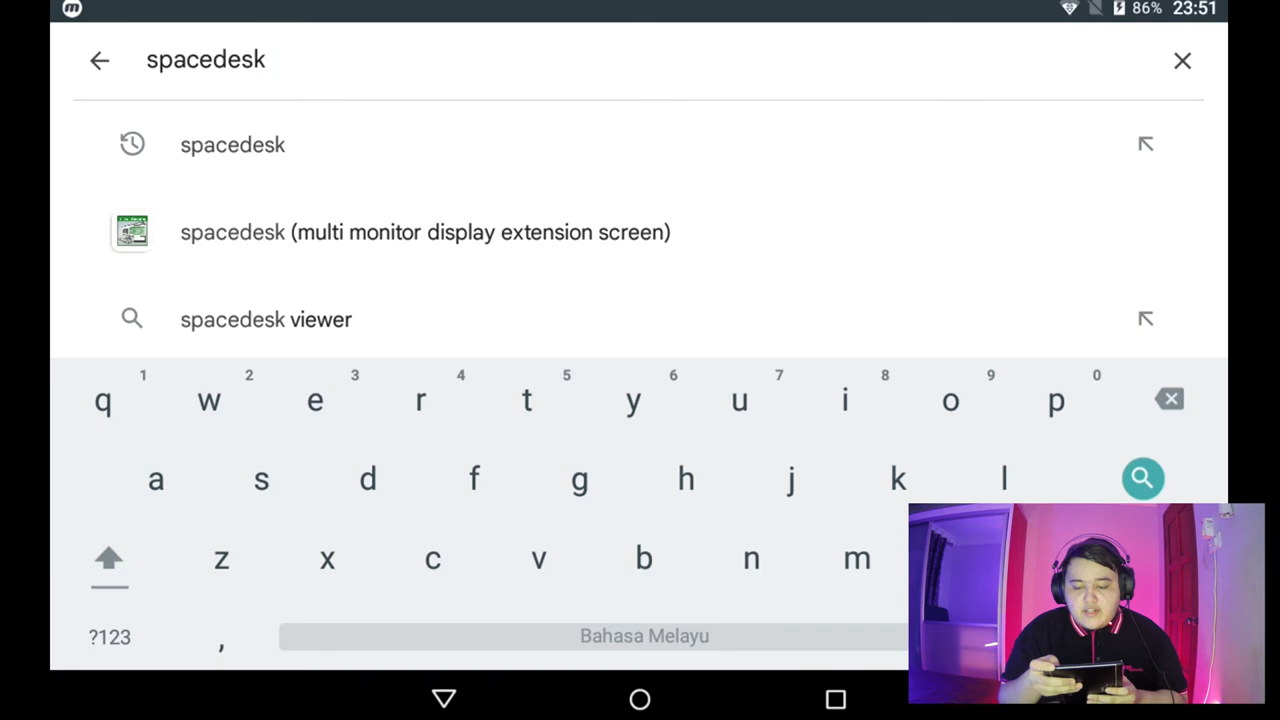 86% 23:51
spacedesk
spacedesk
spacedesk (multi monitor display extension screen)
spacedesk viewer
1 2 3 4 5 6 7 8 9 0
q w e r t y u i o p
a s d f g h j k l
z x c v b n m
?123 , Bahasa Melayu